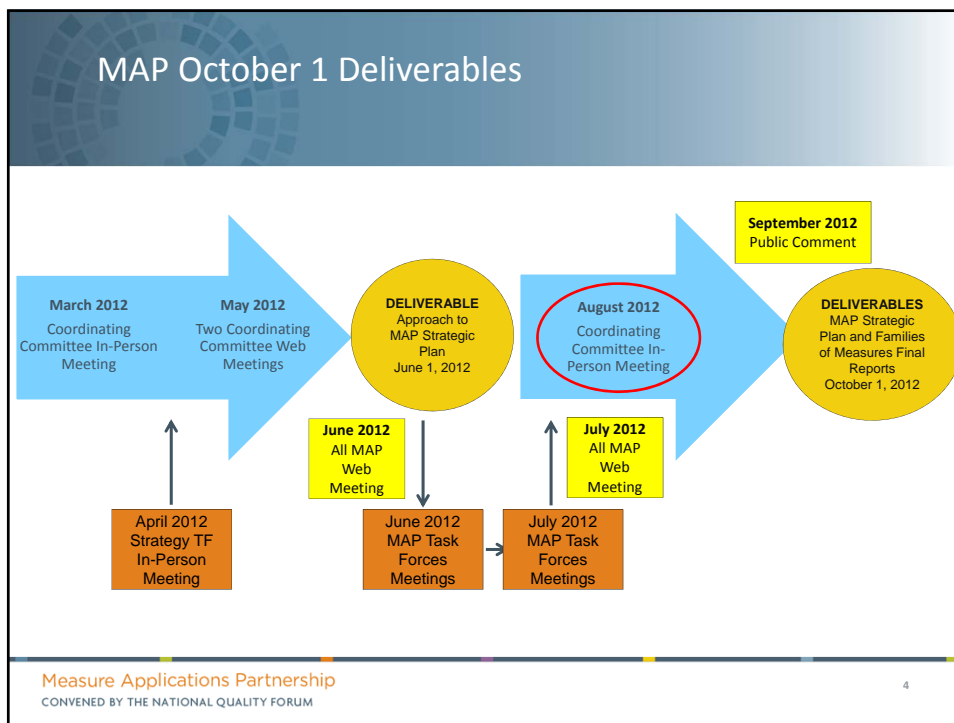 MAP October 1 Deliverables
March 2012
Coordinating
Committee In-Person
Meeting
May 2012
Two Coordinating
Committee Web
Meetings
DELIVERABLE
Approach to
MAP Strategic
Plan
June 1, 2012
August 2012
Coordinating
Committee In-
Person Meeting
September 2012
Public Comment
DELIVERABLES
MAP Strategic
Plan and Families
of Measures Final
Reports
October 1, 2012
June 2012
All MAP
Web
Meeting
July 2012
All MAP
Web
Meeting
April 2012
Strategy TF
In-Person
Meeting
June 2012
MAP Task
Forces
Meetings
July 2012
MAP Task
Forces
Meetings
Measure Applications Partnership
CONVENED BY THE NATIONAL QUALITY FORUM
4